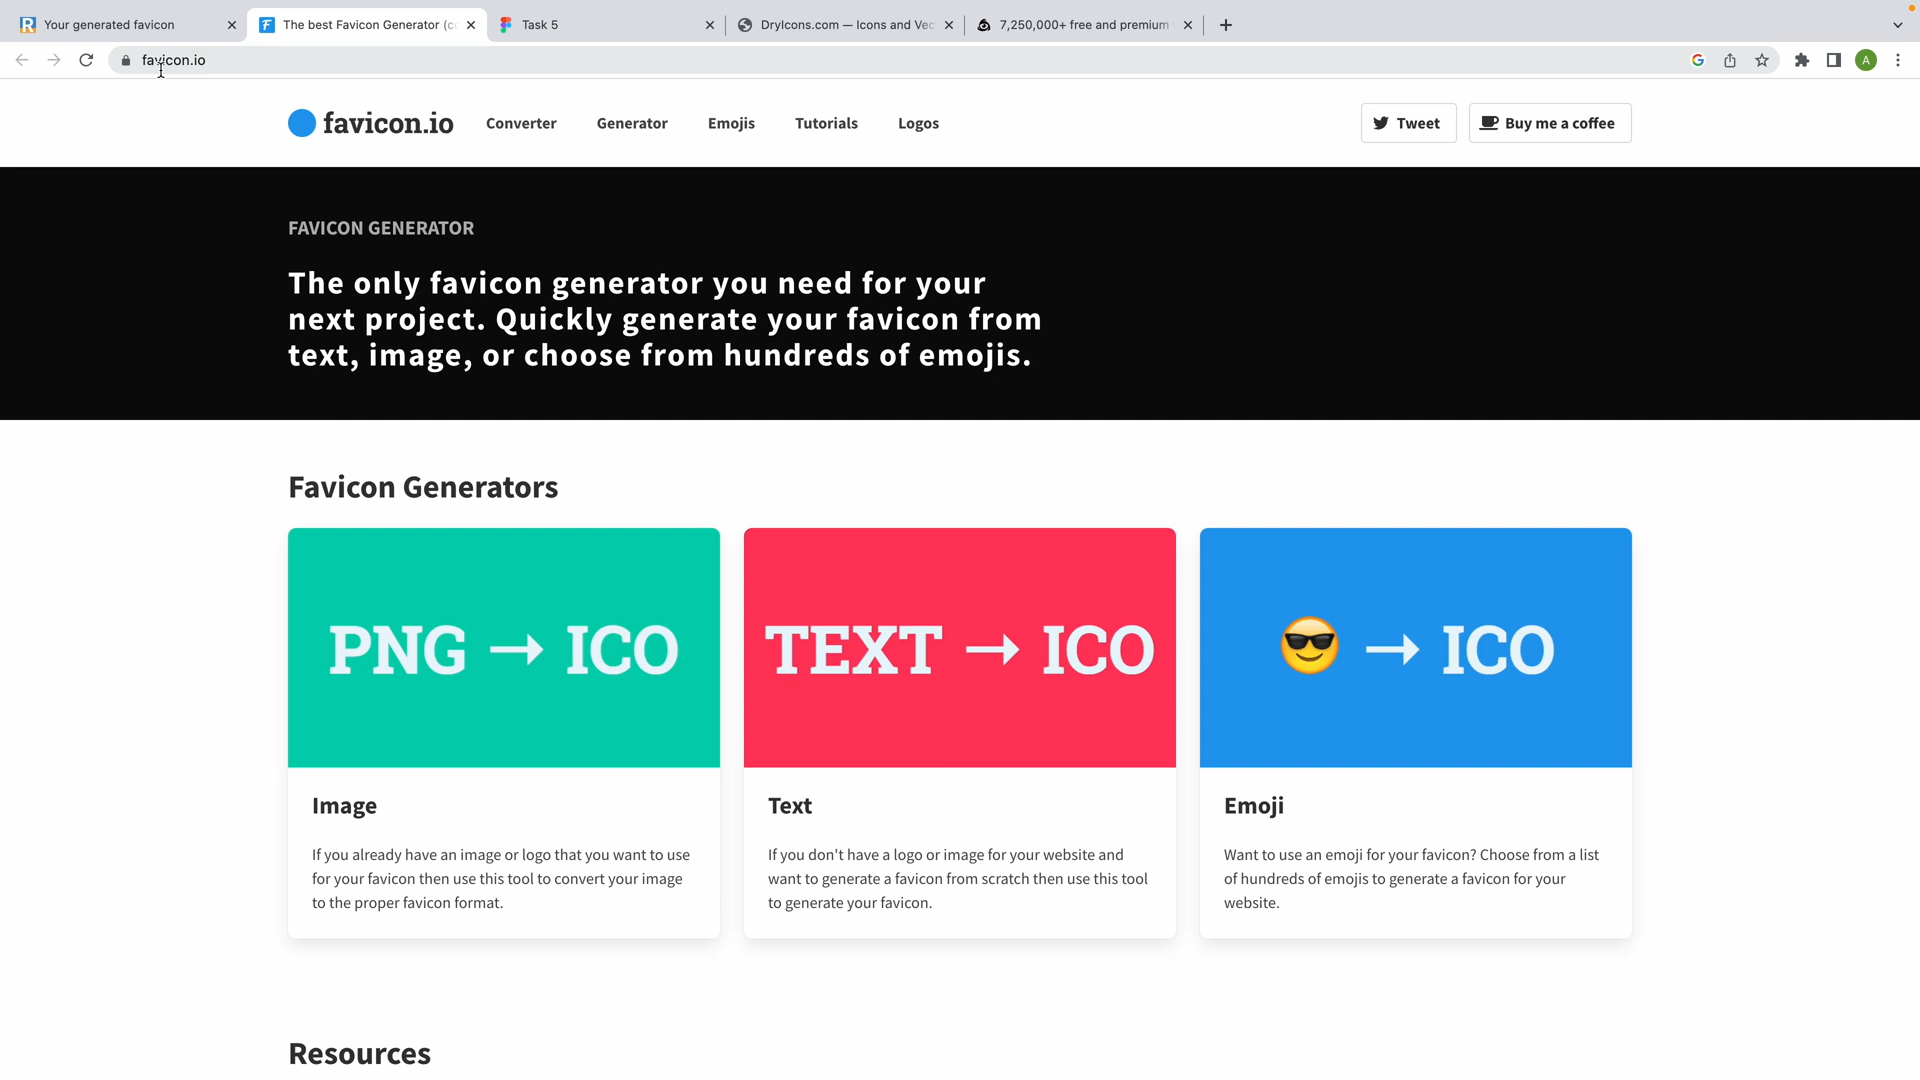 Your generated favicon
The best Favicon Generator (c
Task 5
DryIcons.com — Icons and Vec
7,250,000+ free and premium
favicon.io
A
favicon.io
Converter
Generator
Emojis
Tutorials
Logos
Tweet
Buy me a coffee
FAVICON GENERATOR
The only favicon generator you need for your
next project. Quickly generate your favicon from
text, image, or choose from hundreds of emojis.
Favicon Generators
PNG → ICO
TEXT → ICO
😎 → ICO
Image
If you already have an image or logo that you want to use
for your favicon then use this tool to convert your image
to the proper favicon format.
Text
If you don't have a logo or image for your website and
want to generate a favicon from scratch then use this tool
to generate your favicon.
Emoji
Want to use an emoji for your favicon? Choose from a list
of hundreds of emojis to generate a favicon for your
website.
Resources